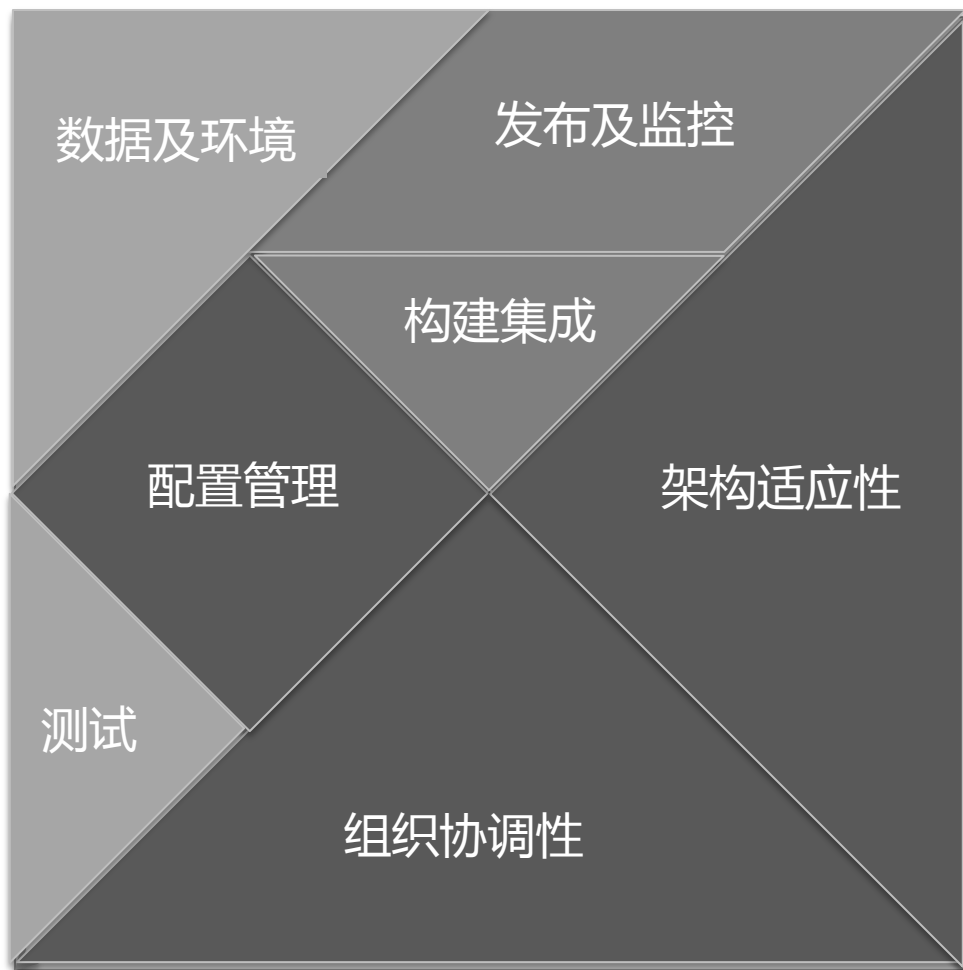 数据及环境
发布及监控
构建集成
配置管理
架构适应性
测试
组织协调性